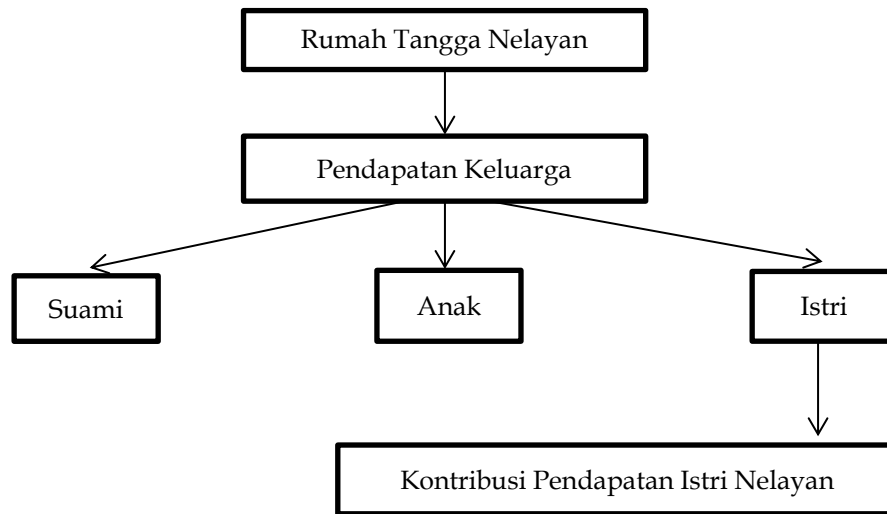 Rumah Tangga Nelayan
Pendapatan Keluarga
Suami
Anak
Istri
Kontribusi Pendapatan Istri Nelayan